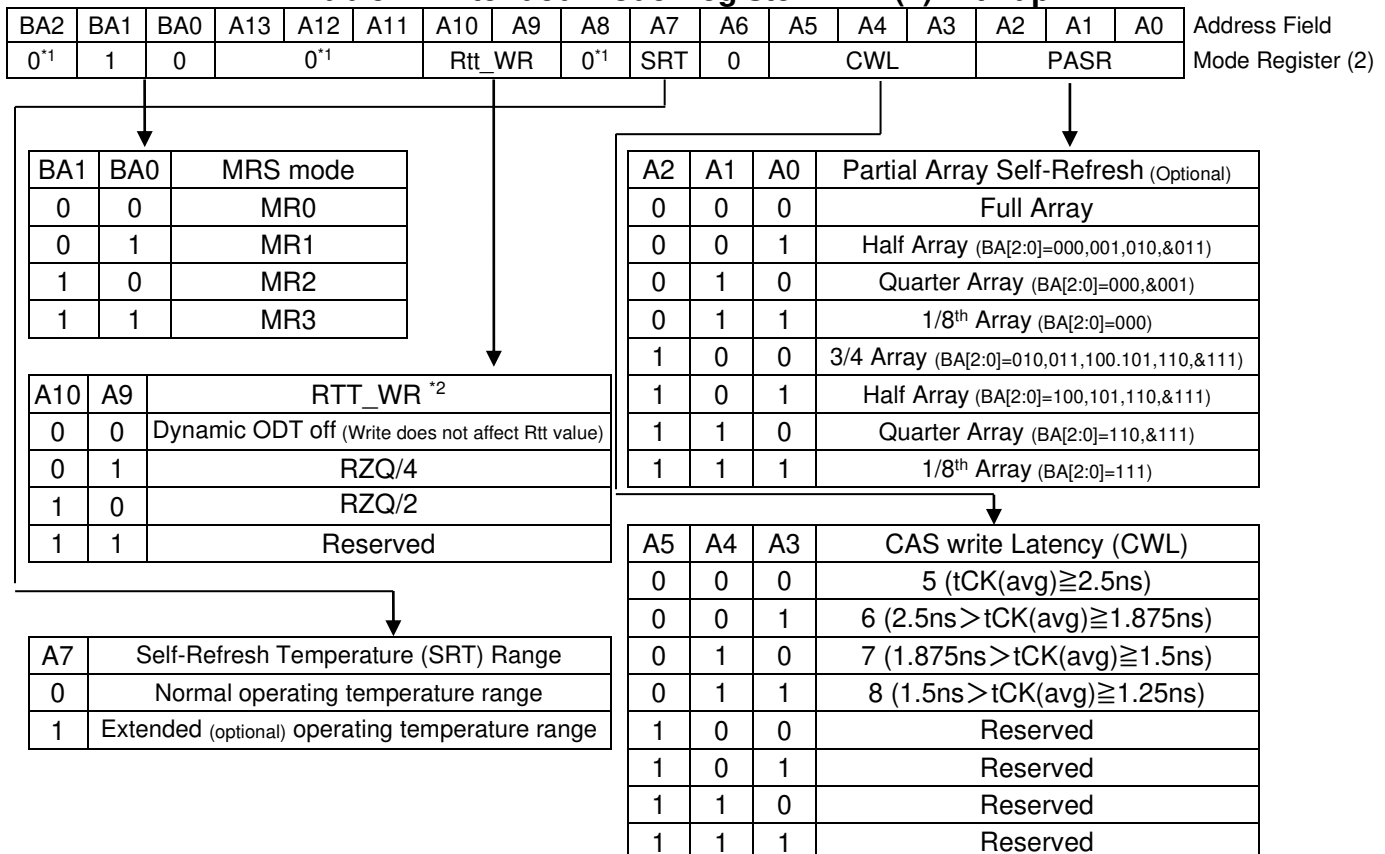 BA2 BA1 BA0 A13 A12 A11 A10 A9 A8 A7 A6 A5 A4 A3 A2 A1 A0 Address Field
0*1 1 0 0*1 Rtt_WR 0*1 SRT 0 CWL PASR Mode Register (2)
BA1 BA0 MRS mode
0 0 MR0
0 1 MR1
1 0 MR2
1 1 MR3
A2 A1 A0 Partial Array Self-Refresh (Optional)
0 0 0 Full Array
0 0 1 Half Array (BA[2:0]=000,001,010,&011)
0 1 0 Quarter Array (BA[2:0]=000,&001)
0 1 1 1/8th Array (BA[2:0]=000)
1 0 0 3/4 Array (BA[2:0]=010,011,100.101,110,&111)
1 0 1 Half Array (BA[2:0]=100,101,110,&111)
1 1 0 Quarter Array (BA[2:0]=110,&111)
1 1 1 1/8th Array (BA[2:0]=111)
A10 A9 RTT_WR *2
0 0 Dynamic ODT off (Write does not affect Rtt value)
0 1 RZQ/4
1 0 RZQ/2
1 1 Reserved
A5 A4 A3 CAS write Latency (CWL)
0 0 0 5 (tCK(avg)≧2.5ns)
0 0 1 6 (2.5ns>tCK(avg)≧1.875ns)
0 1 0 7 (1.875ns>tCK(avg)≧1.5ns)
0 1 1 8 (1.5ns>tCK(avg)≧1.25ns)
1 0 0 Reserved
1 0 1 Reserved
1 1 0 Reserved
1 1 1 Reserved
A7 Self-Refresh Temperature (SRT) Range
0 Normal operating temperature range
1 Extended (optional) operating temperature range